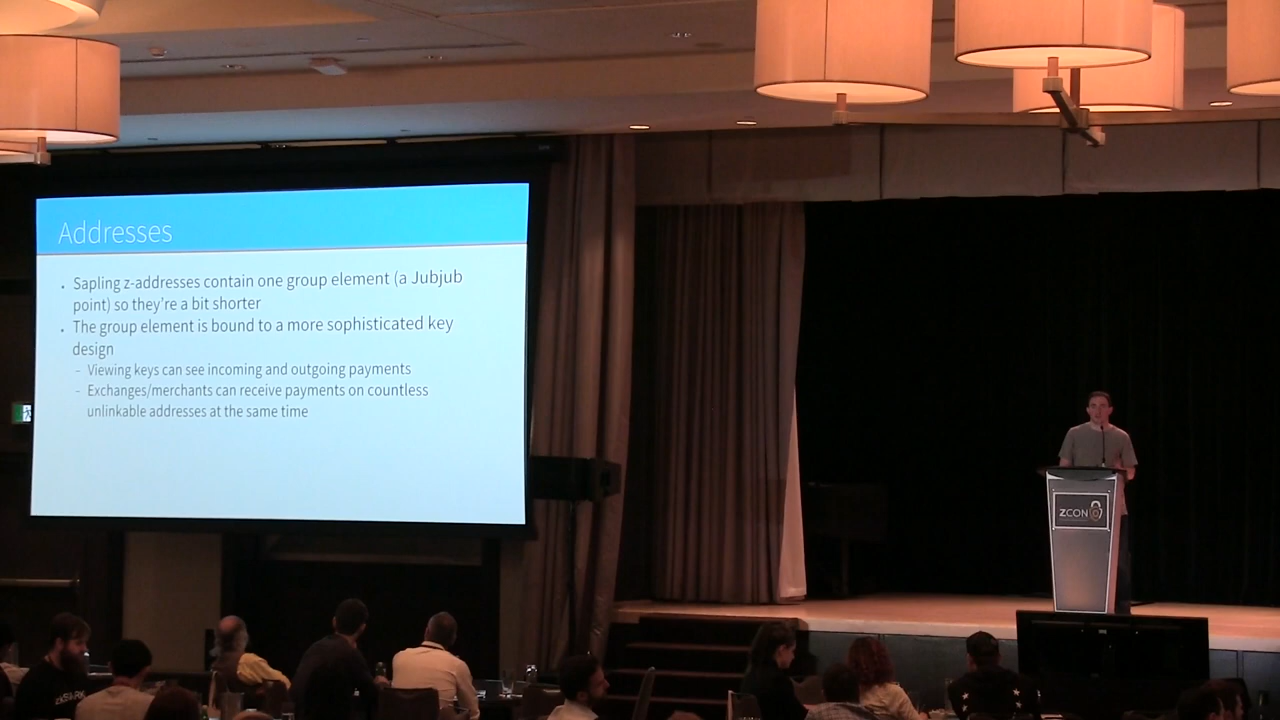 Addresses
Sapling z-addresses contain one group element (a Jubjub
point) so they're a bit shorter
The group element is bound to a more sophisticated key
design
Viewing keys can see incoming and outgoing payments
Exchanges/merchants can receive payments on countless
unlinkable addresses at the same time
ZCON